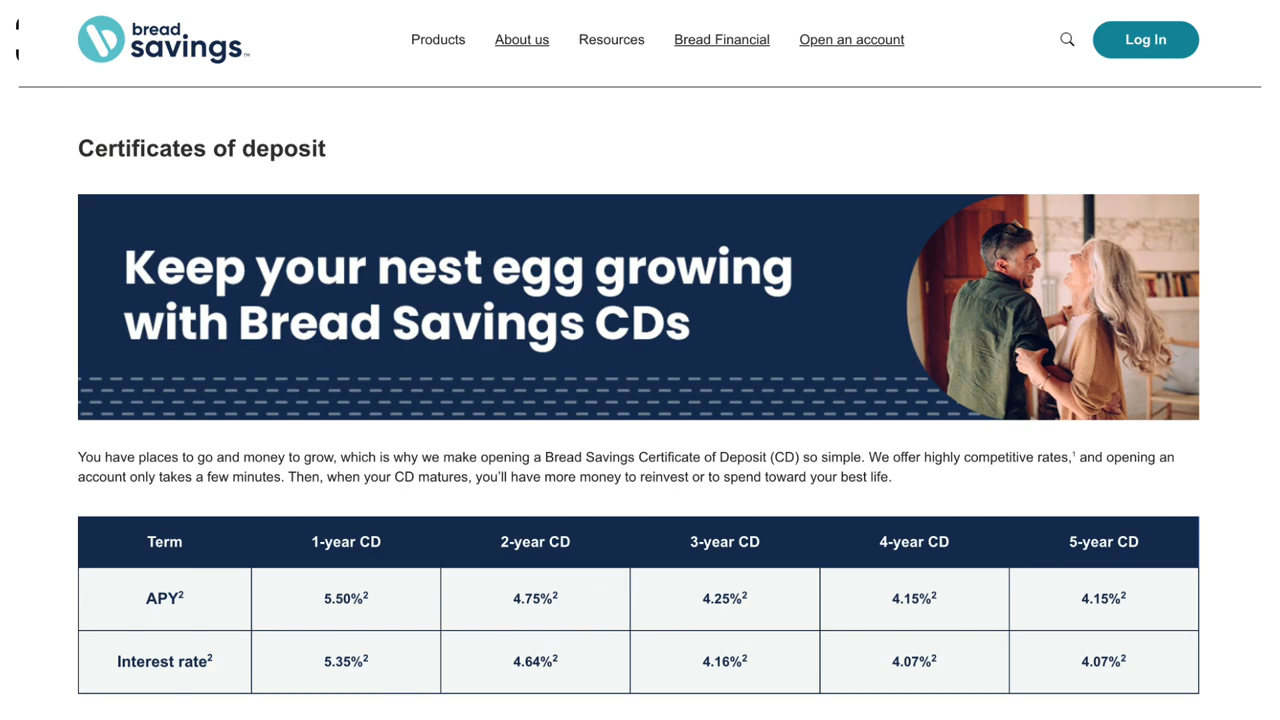 bread
savings™
Products About us Resources Bread Financial Open an account Log In
Certificates of deposit
Keep your nest egg growing
with Bread Savings CDs
You have places to go and money to grow, which is why we make opening a Bread Savings Certificate of Deposit (CD) so simple. We offer highly competitive rates,¹ and opening an
account only takes a few minutes. Then, when your CD matures, you’ll have more money to reinvest or to spend toward your best life.
Term 1-year CD 2-year CD 3-year CD 4-year CD 5-year CD
APY² 5.50%² 4.75%² 4.25%² 4.15%² 4.15%²
Interest rate² 5.35%² 4.64%² 4.16%² 4.07%² 4.07%²